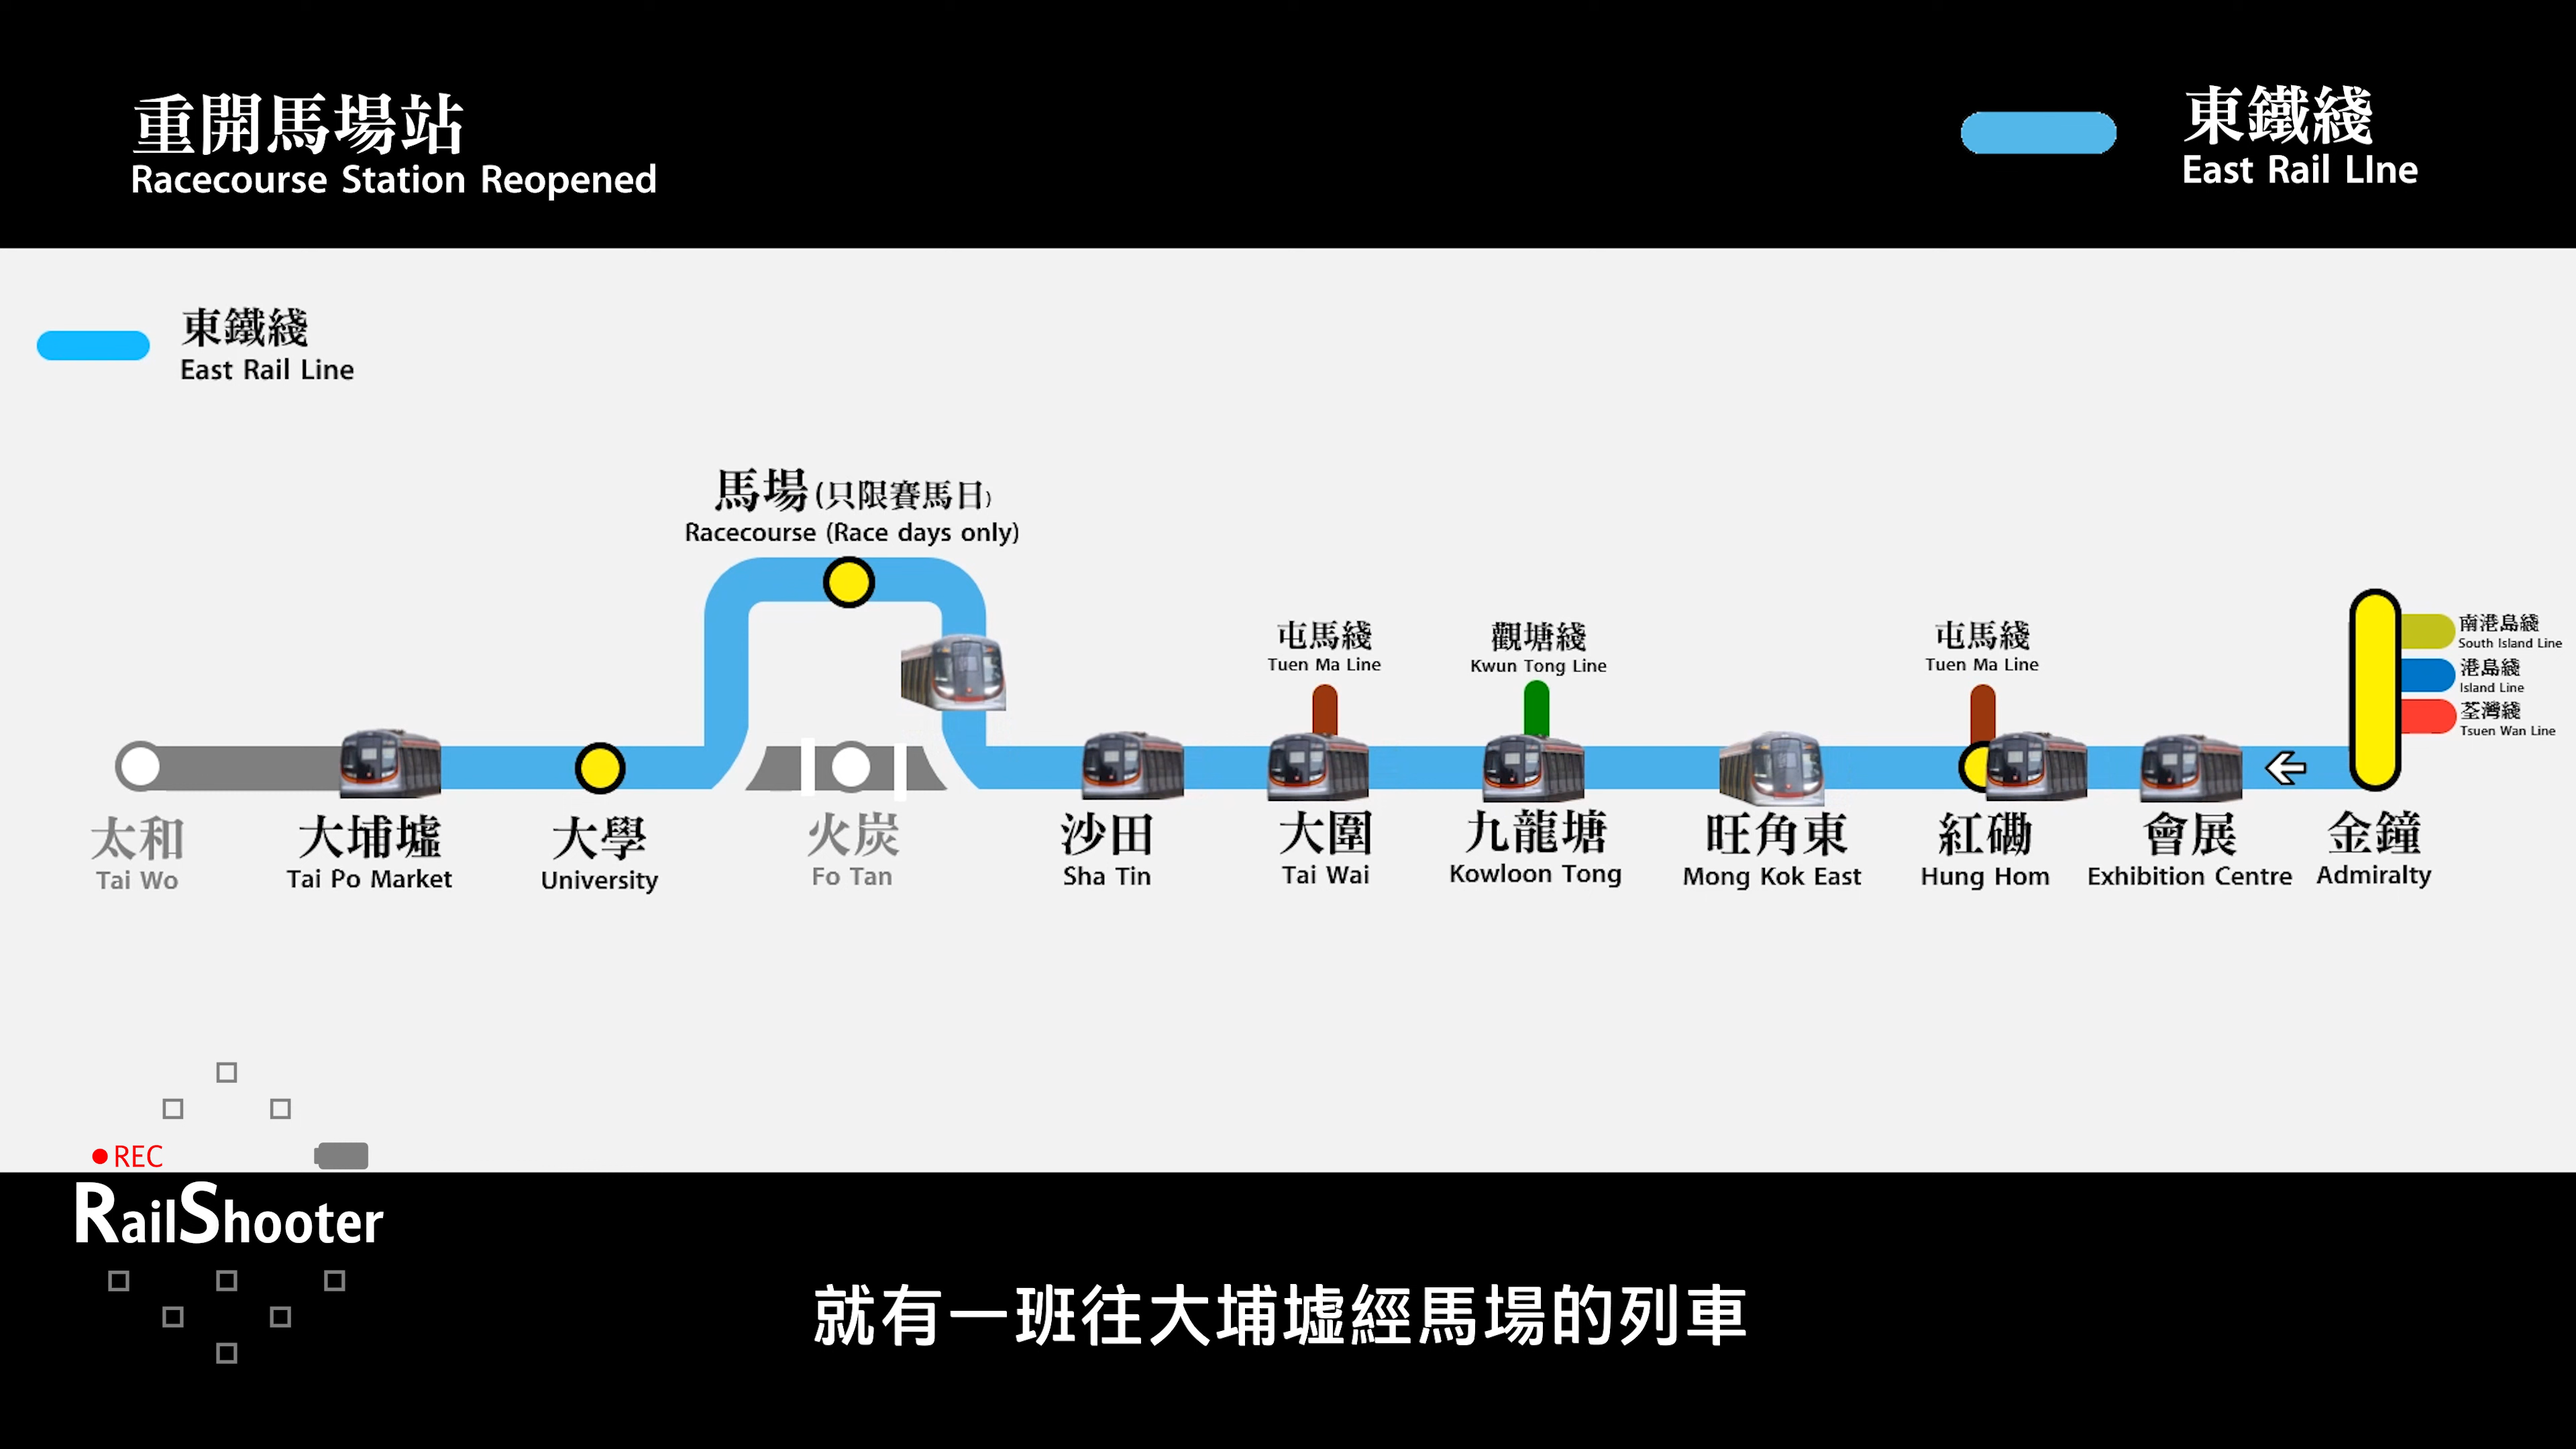 重開馬場站
Racecourse Station Reopened
東鐵綫
East Rail LIne
東鐵綫
East Rail Line
馬場(只限賽馬日)
Racecourse (Race days only)
屯馬綫
Tuen Ma Line
觀塘綫
Kwun Tong Line
屯馬綫
Tuen Ma Line
南港島綫
South Island Line
港島綫
Island Line
荃灣綫
Tsuen Wan Line
太和
Tai Wo
大埔墟
Tai Po Market
大學
University
火炭
Fo Tan
沙田
Sha Tin
大圍
Tai Wai
九龍塘
Kowloon Tong
旺角東
Mong Kok East
紅磡
Hung Hom
會展
Exhibition Centre
金鐘
Admiralty
REC
RailShooter
就有一班往大埔墟經馬場的列車